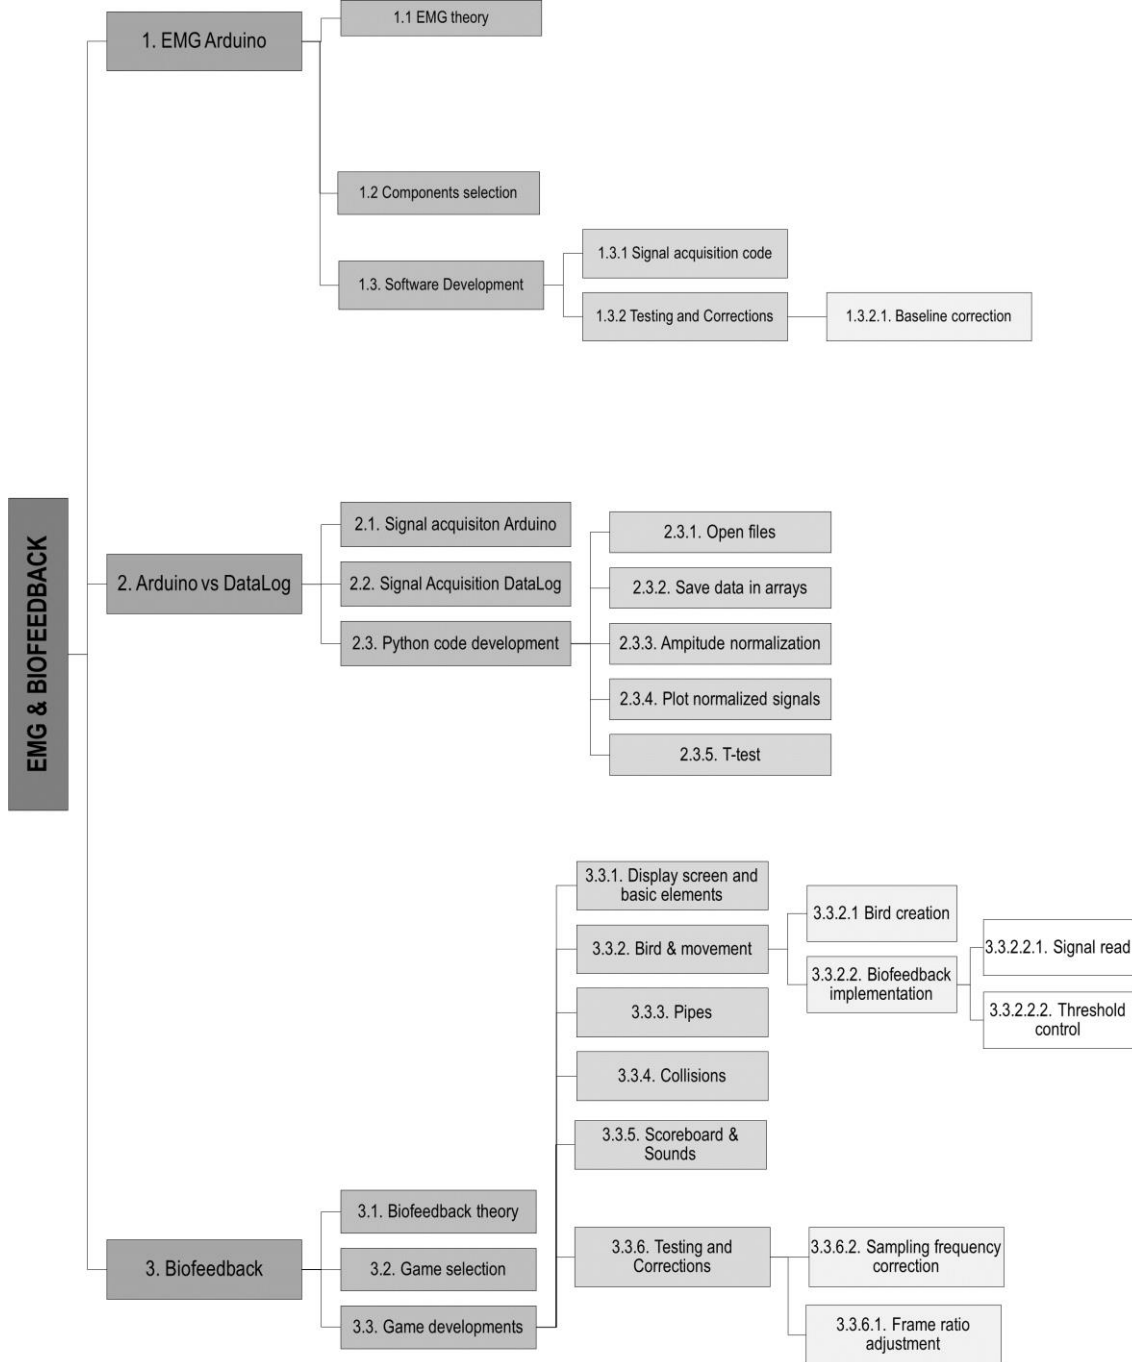 EMG & BIOFEEDBACK
1. EMG Arduino
1.1 EMG theory
1.2 Components selection
1.3. Software Development
1.3.1 Signal acquisition code
1.3.2 Testing and Corrections
1.3.2.1. Baseline correction
2. Arduino vs DataLog
2.1. Signal acquisiton Arduino
2.2. Signal Acquisition DataLog
2.3. Python code development
2.3.1. Open files
2.3.2. Save data in arrays
2.3.3. Ampitude normalization
2.3.4. Plot normalized signals
2.3.5. T-test
3. Biofeedback
3.1. Biofeedback theory
3.2. Game selection
3.3. Game developments
3.3.1. Display screen and
basic elements
3.3.2. Bird & movement
3.3.2.1 Bird creation
3.3.2.2. Biofeedback
implementation
3.3.2.2.1. Signal read
3.3.2.2.2. Threshold
control
3.3.3. Pipes
3.3.4. Collisions
3.3.5. Scoreboard &
Sounds
3.3.6. Testing and
Corrections
3.3.6.2. Sampling frequency
correction
3.3.6.1. Frame ratio
adjustment